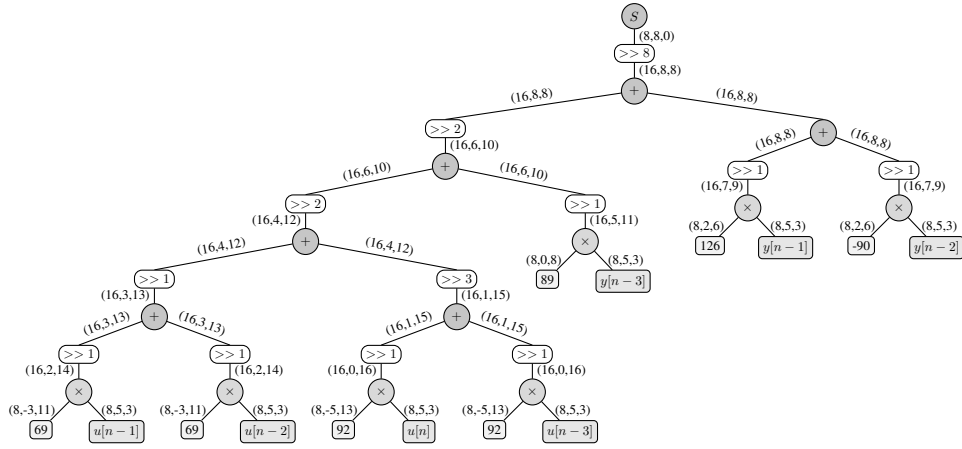 S
(8,8,0)
>> 8
(16,8,8)
+
(16,8,8) (16,8,8)
>> 2 +
(16,6,10) (16,8,8) (16,8,8)
+ >> 1 >> 1
(16,6,10) (16,6,10) (16,7,9) (16,7,9)
>> 2 >> 1 × ×
(16,4,12) (16,5,11) (8,2,6) (8,5,3) (8,2,6) (8,5,3)
+ × 126 y[n − 1] -90 y[n − 2]
(16,4,12) (16,4,12) (8,0,8) (8,5,3)
>> 1 >> 3 89 y[n − 3]
(16,3,13) (16,1,15)
+ +
(16,3,13) (16,3,13) (16,1,15) (16,1,15)
>> 1 >> 1 >> 1 >> 1
(16,2,14) (16,2,14) (16,0,16) (16,0,16)
× × × ×
(8,-3,11) (8,5,3) (8,-3,11) (8,5,3) (8,-5,13) (8,5,3) (8,-5,13) (8,5,3)
69 u[n − 1] 69 u[n − 2] 92 u[n] 92 u[n − 3]